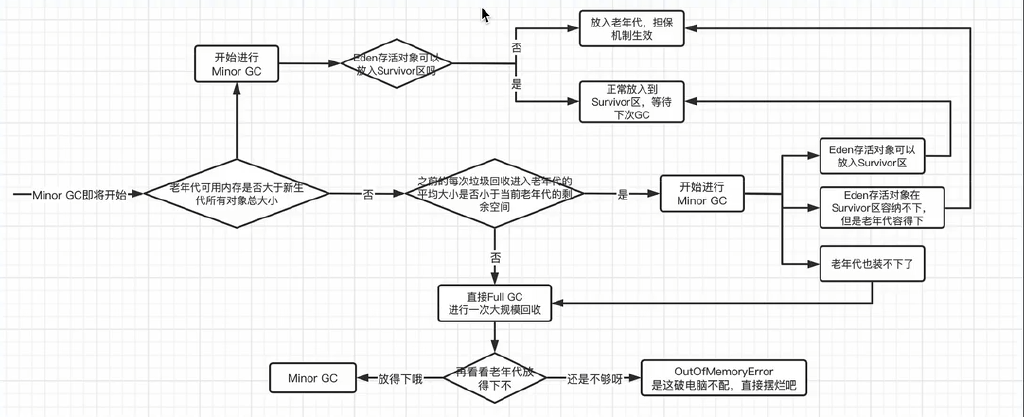 放入老年代，担保
机制生效
开始进行
Minor GC
Eden存活对象可以
放入Survivor区吗
否
是
正常放入到
Survivor区，等待
下次GC
Minor GC即将开始
老年代可用内存是否大于新生
代所有对象总大小
否
之前的每次垃圾回收进入老年代的
平均大小是否小于当前老年代的剩
余空间
是
开始进行
Minor GC
Eden存活对象可以
放入Survivor区
Eden存活对象在
Survivor区容纳不下，
但是老年代容得下
老年代也装不下了
否
直接Full GC
进行一次大规模回收
Minor GC
放得下哦
再看看老年代放
得下不
还是不够呀
OutOfMemoryError
是这破电脑不配，直接摆烂吧